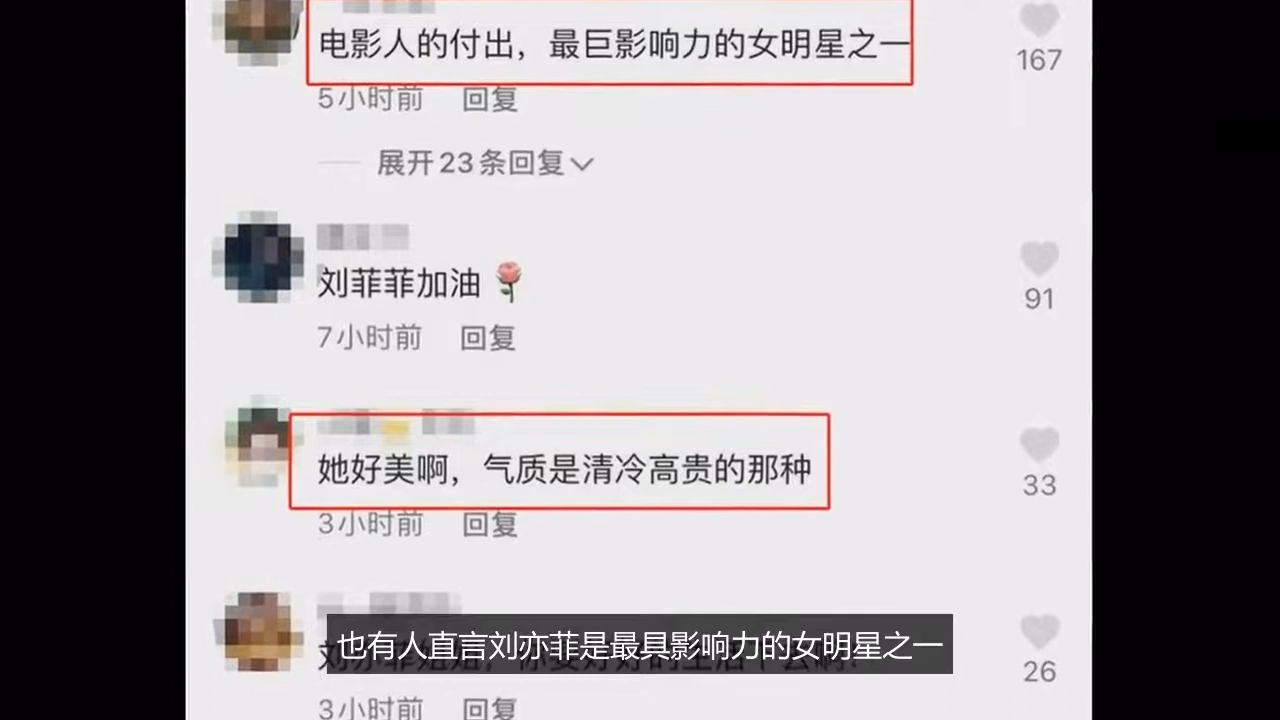 电影人的付出，最巨影响力的女明星之一
167
5小时前 回复
展开23条回复
刘菲菲加油
91
7小时前 回复
她好美啊，气质是清冷高贵的那种
33
3小时前 回复
也有人直言刘亦菲是最具影响力的女明星之一
26
3小时前 回复